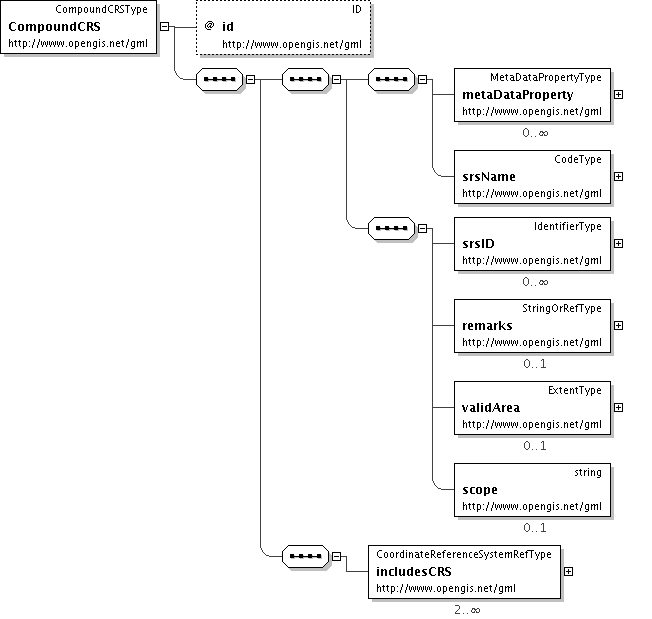 CompoundCRSType
CompoundCRS
http://www.opengis.net/gml
ID
@ id
http://www.opengis.net/gml
MetaDataPropertyType
metaDataProperty
http://www.opengis.net/gml
0..∞
CodeType
srsName
http://www.opengis.net/gml
IdentifierType
srsID
http://www.opengis.net/gml
0..∞
StringOrRefType
remarks
http://www.opengis.net/gml
0..1
ExtentType
validArea
http://www.opengis.net/gml
0..1
string
scope
http://www.opengis.net/gml
0..1
CoordinateReferenceSystemRefType
includesCRS
http://www.opengis.net/gml
2..∞